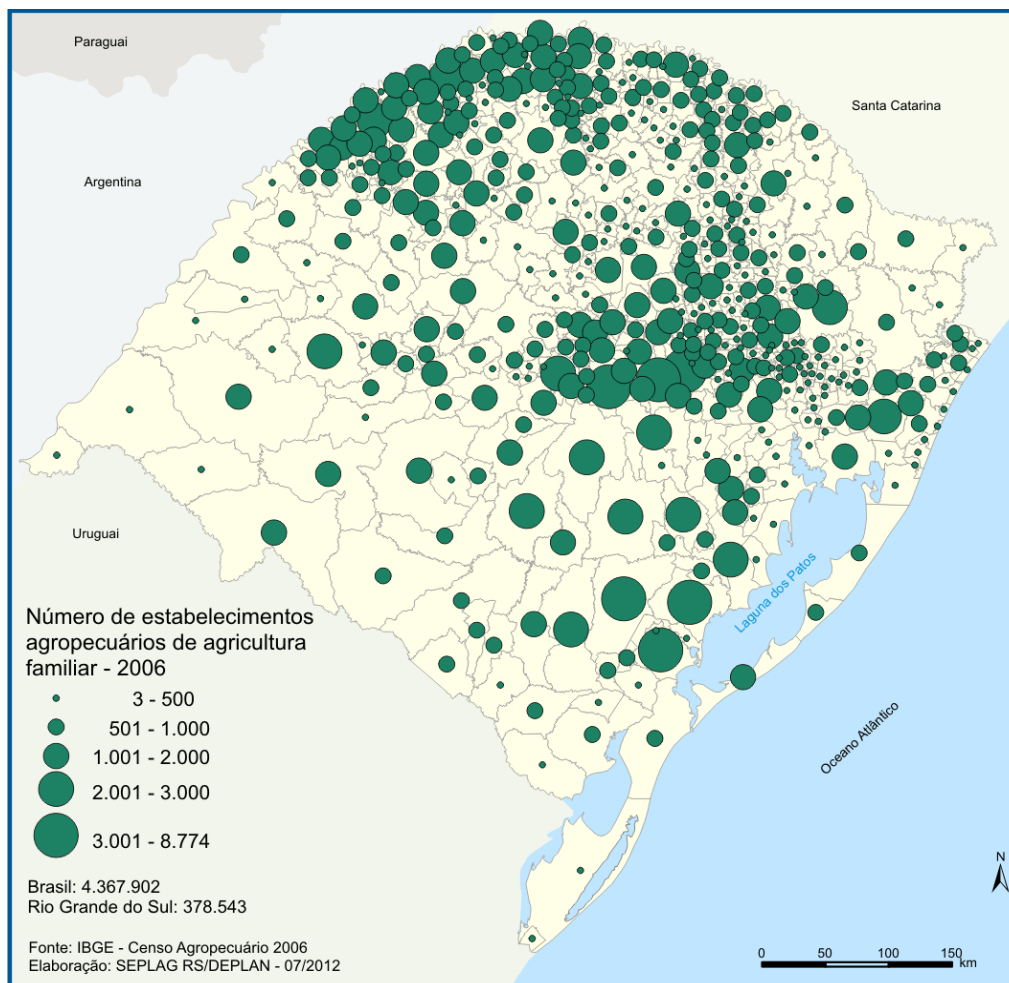 Paraguai
Santa Catarina
Argentina
Uruguai
Laguna dos Patos
Oceano Atlântico
Número de estabelecimentos
agropecuários de agricultura
familiar - 2006
3 - 500
501 - 1.000
1.001 - 2.000
2.001 - 3.000
3.001 - 8.774
Brasil: 4.367.902
Rio Grande do Sul: 378.543
Fonte: IBGE - Censo Agropecuário 2006
Elaboração: SEPLAG RS/DEPLAN - 07/2012
N
0 50 100 150
km